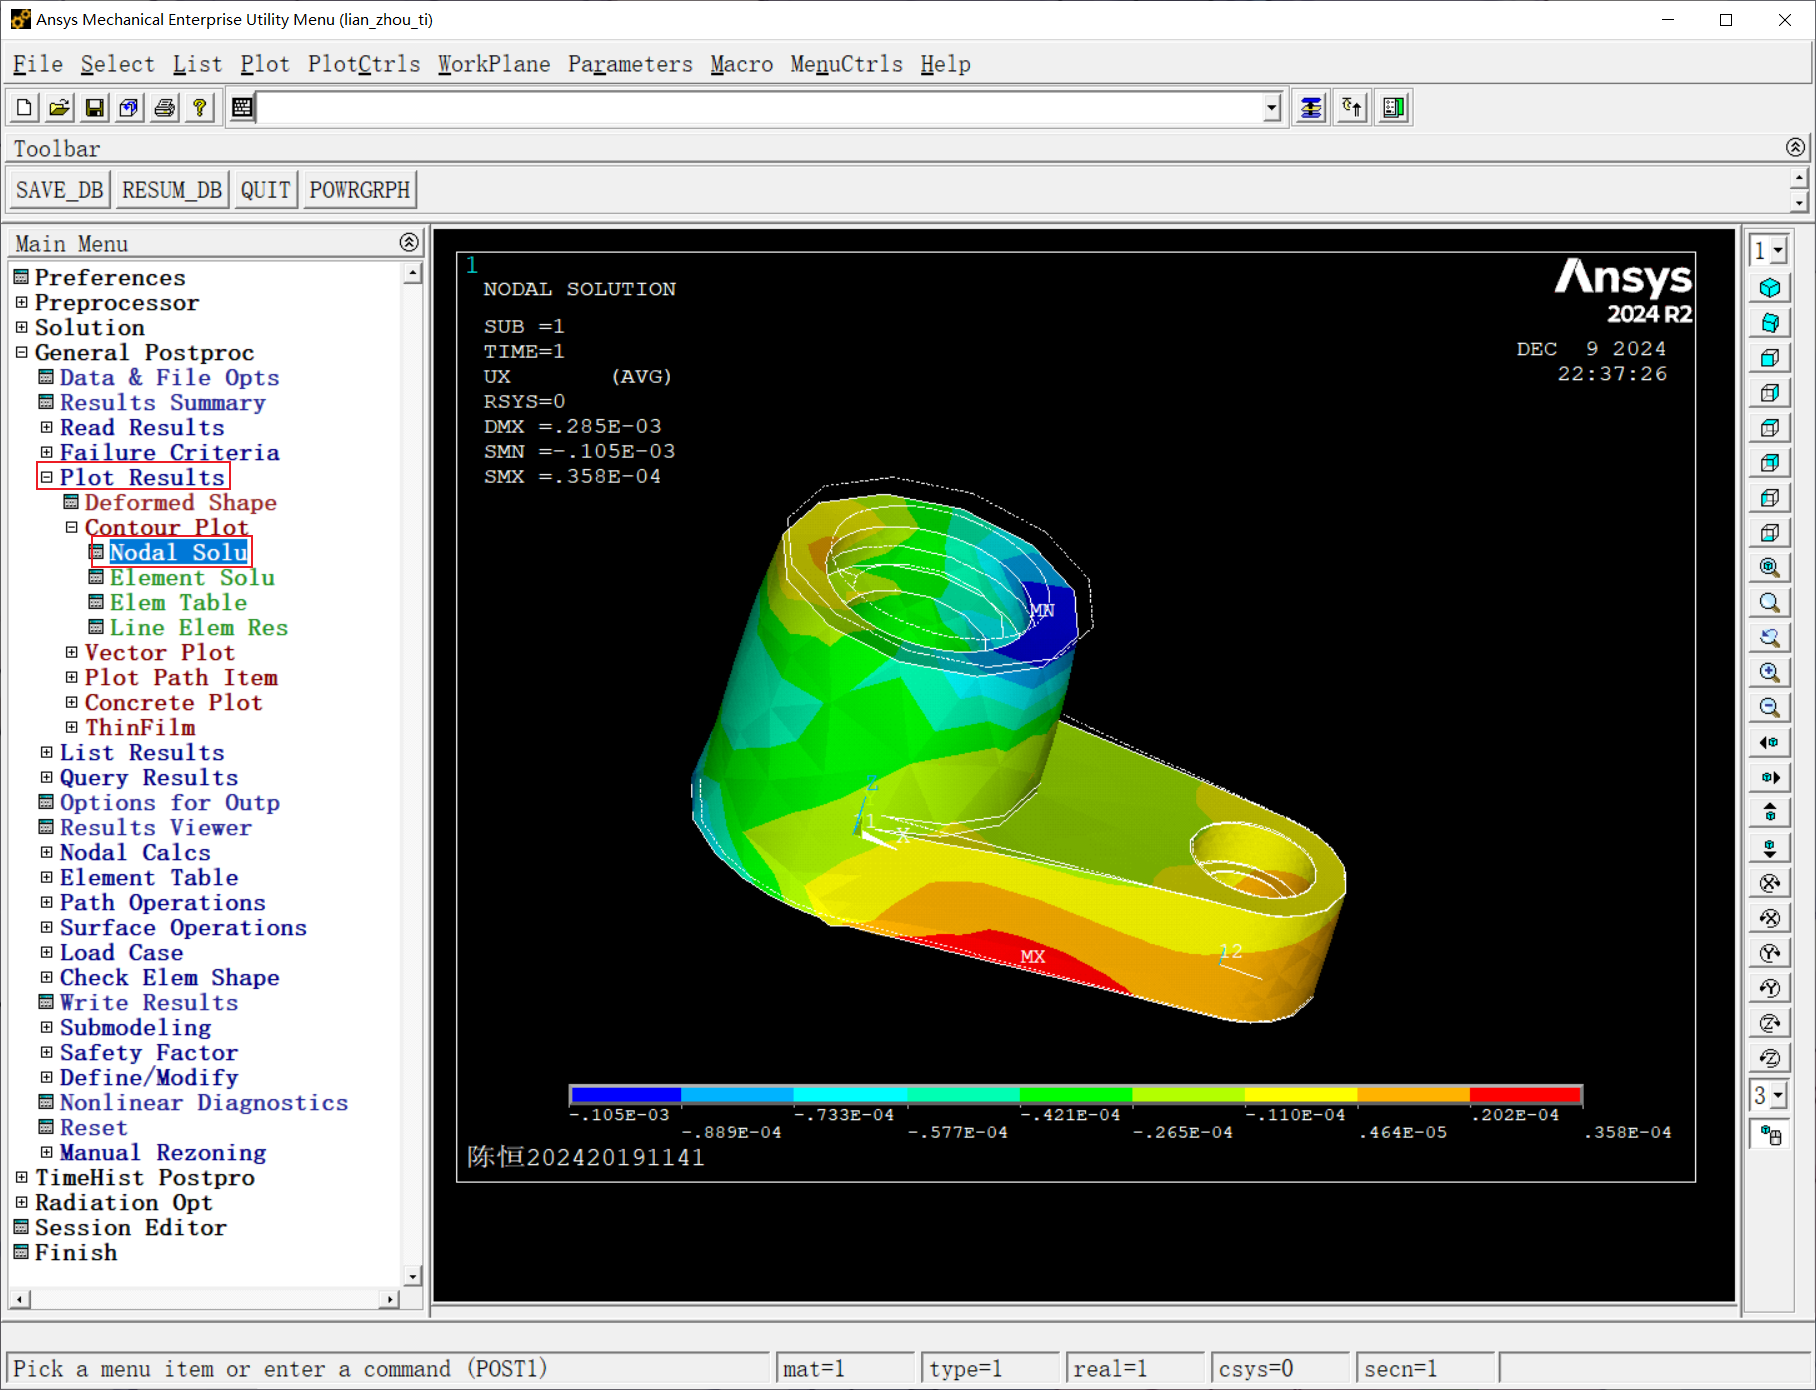 Ansys Mechanical Enterprise Utility Menu (lian_zhou_ti)
File Select List Plot PlotCtrls WorkPlane Parameters Macro MenuCtrls Help
Toolbar
SAVE_DB RESUM_DB QUIT POWRGRPH
Main Menu
Preferences
Preprocessor
Solution
General Postproc
Data & File Opts
Results Summary
Read Results
Failure Criteria
Plot Results
Deformed Shape
Contour Plot
Nodal Solu
Element Solu
Elem Table
Line Elem Res
Vector Plot
Plot Path Item
Concrete Plot
ThinFilm
List Results
Query Results
Options for Outp
Results Viewer
Nodal Calcs
Element Table
Path Operations
Surface Operations
Load Case
Check Elem Shape
Write Results
Submodeling
Safety Factor
Define/Modify
Nonlinear Diagnostics
Reset
Manual Rezoning
TimeHist Postpro
Radiation Opt
Session Editor
Finish
1
NODAL SOLUTION
SUB =1
TIME=1
UX (AVG)
RSYS=0
DMX =.285E-03
SMN =-.105E-03
SMX =.358E-04
Ansys
2024 R2
DEC 9 2024
22:37:26
MN
Z
X
MX
12
-.105E-03 -.733E-04 -.421E-04 -.110E-04 .202E-04
-.889E-04 -.577E-04 -.265E-04 .464E-05 .358E-04
陈恒202420191141
1
3
Pick a menu item or enter a command (POST1)
mat=1 type=1 real=1 csys=0 secn=1